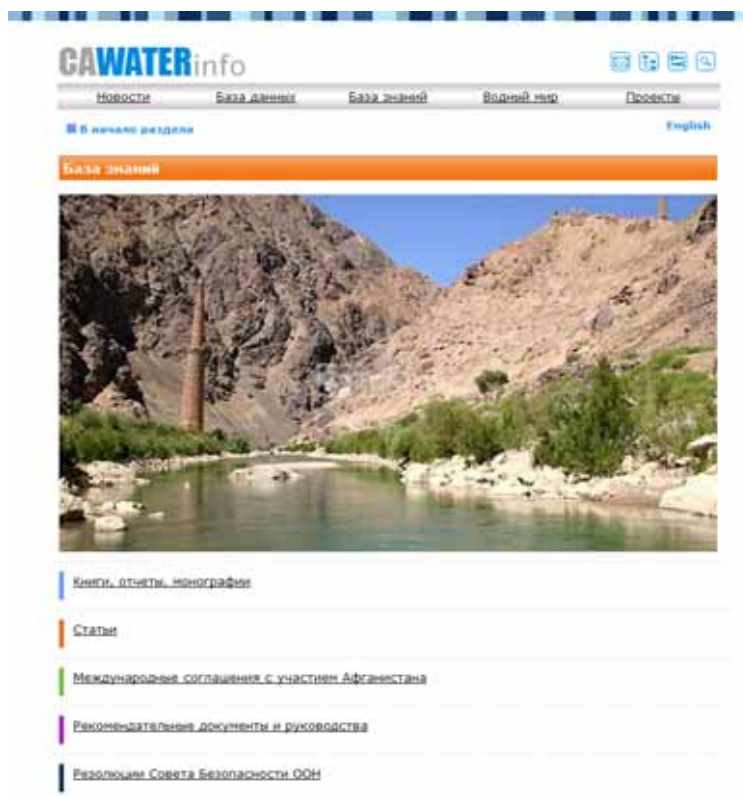 CAWATERinfo
Новости База данных База знаний Водный мир Проекты
В начало раздела English
База знаний
Книги, отчеты, монографии
Статьи
Международные соглашения с участием Афганистана
Рекомендательные документы и руководства
Резолюции Совета Безопасности ООН